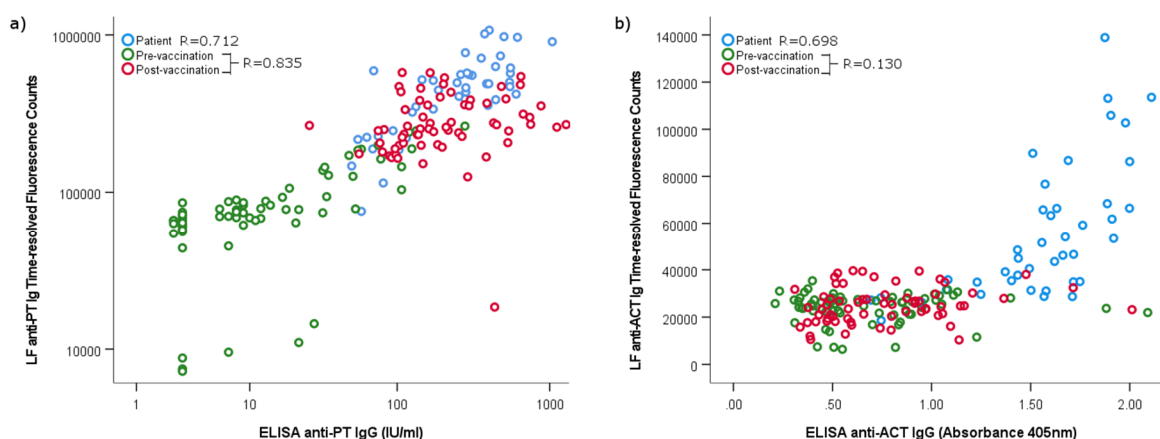 a)
Patient R=0.712
Pre-vaccination
R=0.835
Post-vaccination
1000000
100000
10000
LF anti-PT Ig Time-resolved Fluorescence Counts
1 10 100 1000
ELISA anti-PT IgG (IU/ml)
b)
Patient R=0.698
Pre-vaccination
R=0.130
Post-vaccination
140000
120000
100000
80000
60000
40000
20000
0
LF anti-ACT Ig Time-resolved Fluorescence Counts
.00 .50 1.00 1.50 2.00
ELISA anti-ACT IgG (Absorbance 405nm)